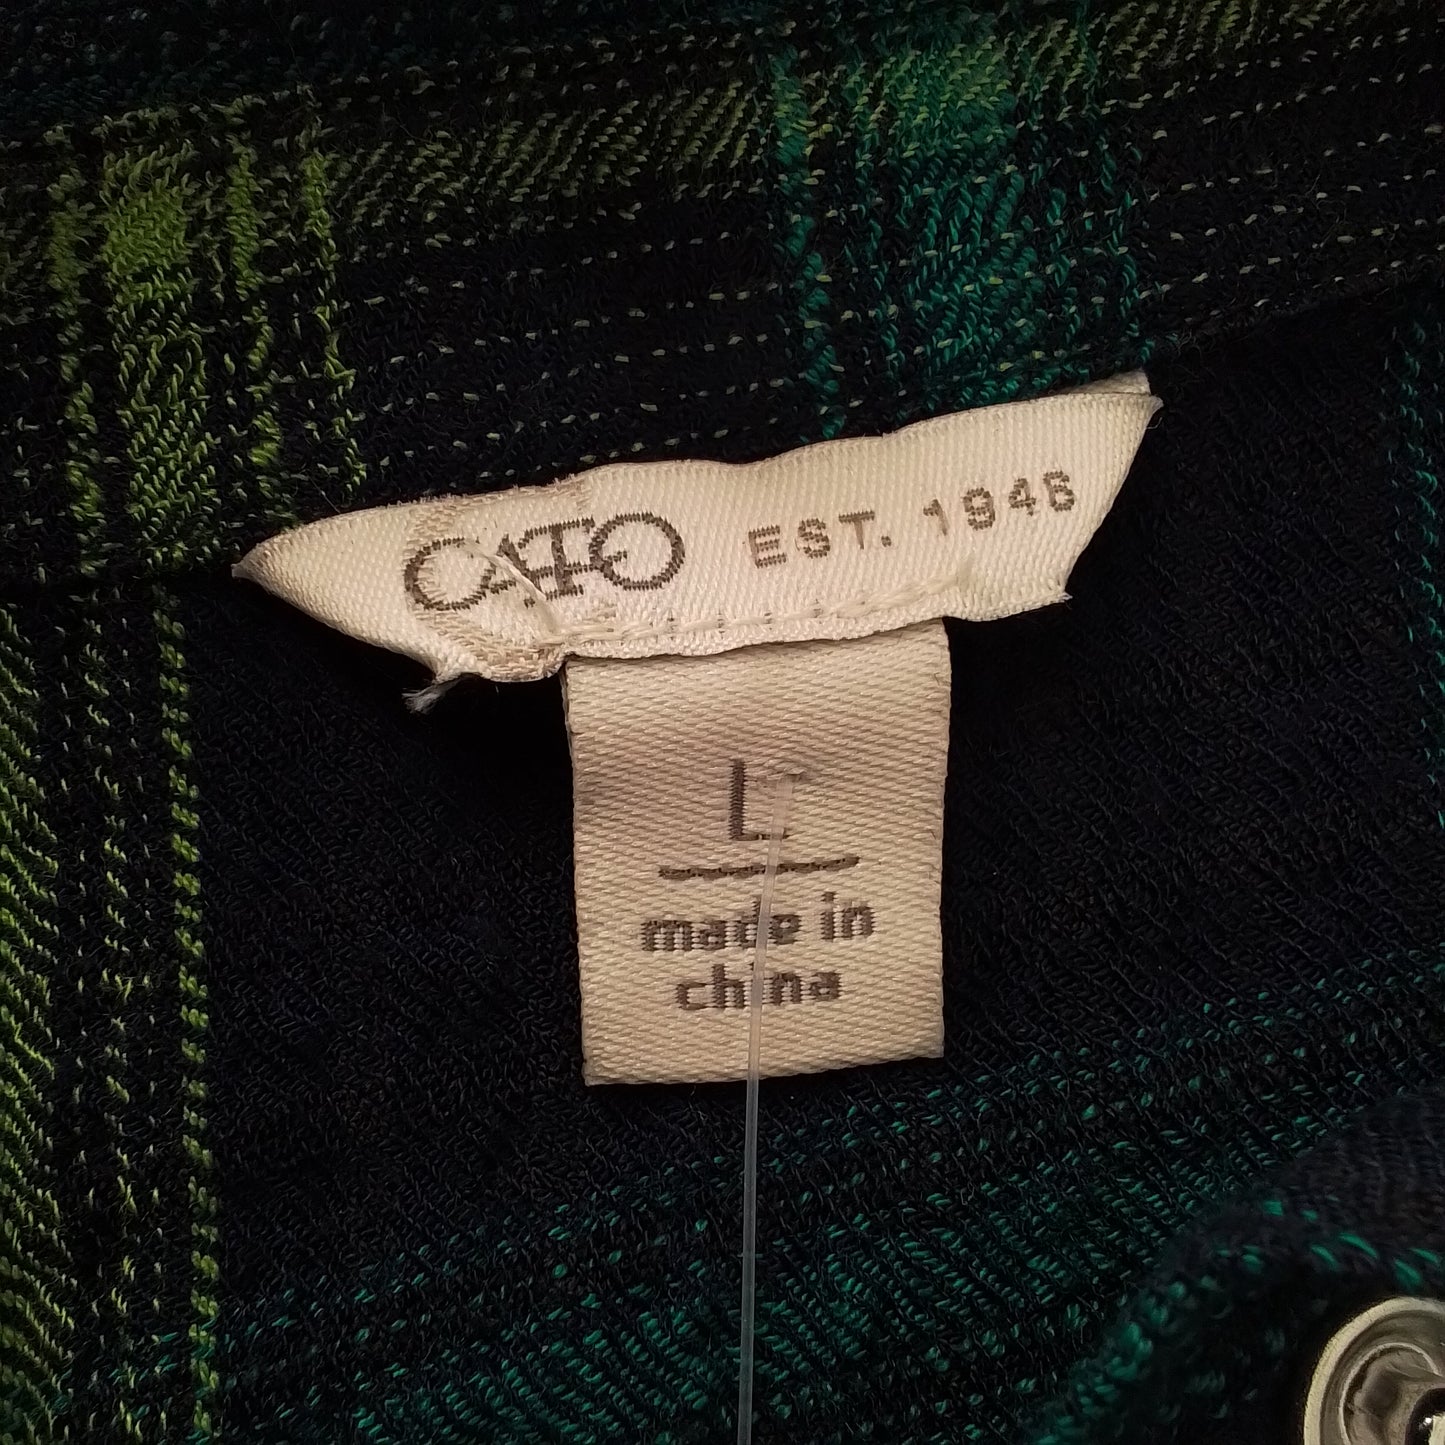 CATO EST. 1946
L
made in
china